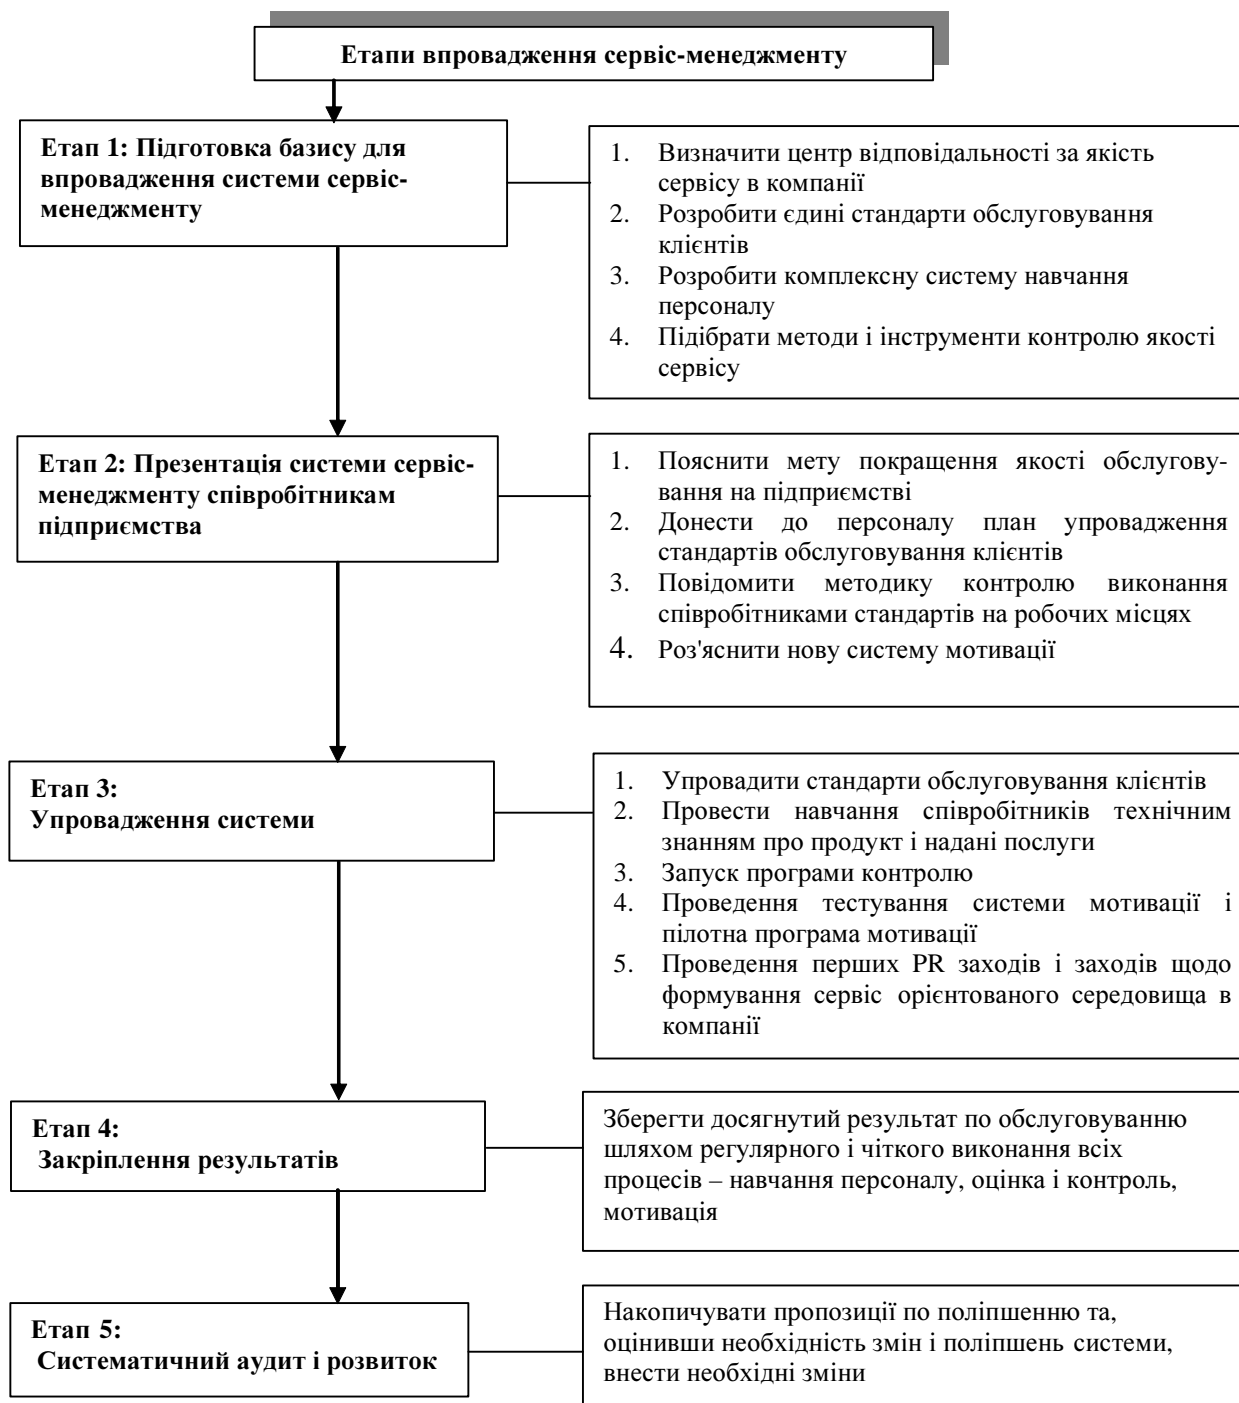 Етапи впровадження сервіс-менеджменту
Етап 1: Підготовка базису для
впровадження системи сервіс-
менеджменту
1. Визначити центр відповідальності за якість
сервісу в компанії
2. Розробити єдині стандарти обслуговування
клієнтів
3. Розробити комплексну систему навчання
персоналу
4. Підібрати методи і інструменти контролю якості
сервісу
Етап 2: Презентація системи сервіс-
менеджменту співробітникам
підприємства
1. Пояснити мету покращення якості обслугову-
вання на підприємстві
2. Донести до персоналу план упровадження
стандартів обслуговування клієнтів
3. Повідомити методику контролю виконання
співробітниками стандартів на робочих місцях
4. Роз'яснити нову систему мотивації
Етап 3:
Упровадження системи
1. Упровадити стандарти обслуговування клієнтів
2. Провести навчання співробітників технічним
знанням про продукт і надані послуги
3. Запуск програми контролю
4. Проведення тестування системи мотивації і
пілотна програма мотивації
5. Проведення перших PR заходів і заходів щодо
формування сервіс орієнтованого середовища в
компанії
Етап 4:
Закріплення результатів
Зберегти досягнутий результат по обслуговуванню
шляхом регулярного і чіткого виконання всіх
процесів – навчання персоналу, оцінка і контроль,
мотивація
Етап 5:
Систематичний аудит і розвиток
Накопичувати пропозиції по поліпшенню та,
оцінивши необхідність змін і поліпшень системи,
внести необхідні зміни